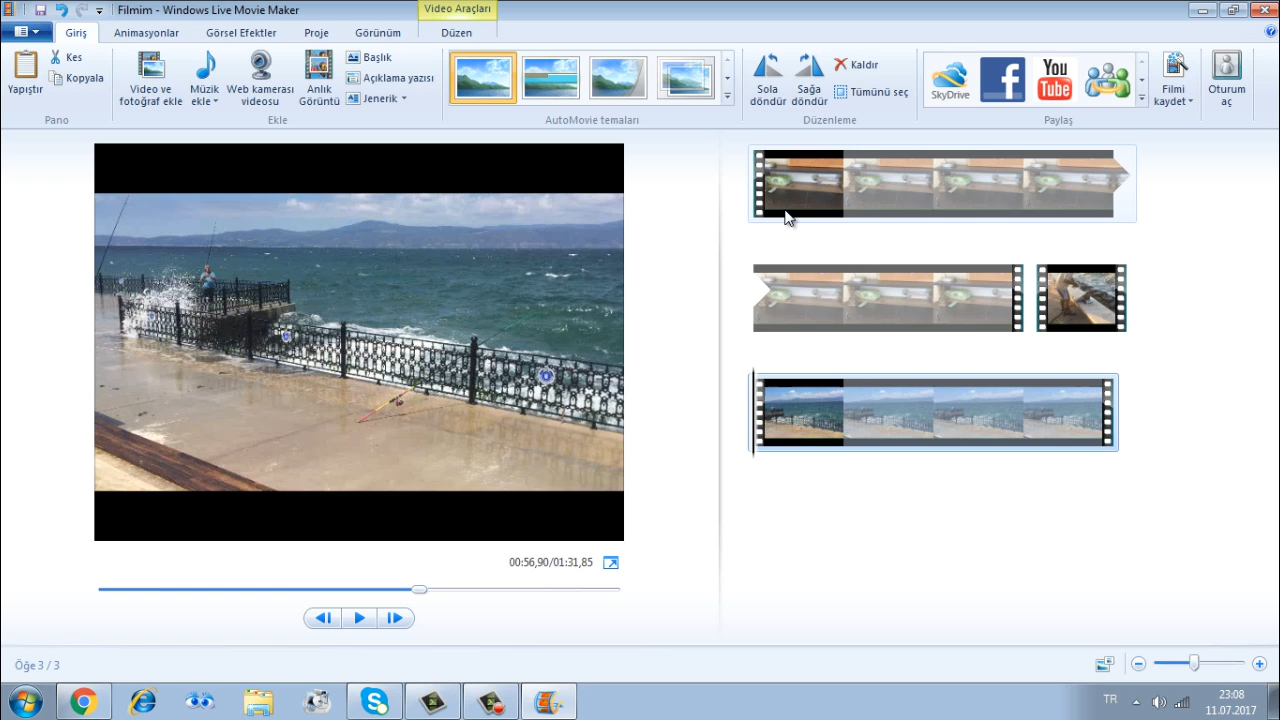 Filmim - Windows Live Movie Maker
Video Araçları
Giriş
Animasyonlar
Görsel Efektler
Proje
Görünüm
Düzen
Yapıştır
Kes
Kopyala
Pano
Video ve
fotoğraf ekle
Müzik
ekle
Web kamerası
videosu
Anlık
Görüntü
Başlık
Açıklama yazısı
Jenerik
Ekle
AutoMovie temaları
Sola
döndür
Sağa
döndür
Kaldır
Tümünü seç
Düzenleme
SkyDrive
You
Tube
Paylaş
Filmi
kaydet
Oturum
aç
00:56,90/01:31,85
Öğe 3 / 3
TR
23:08
11.07.2017